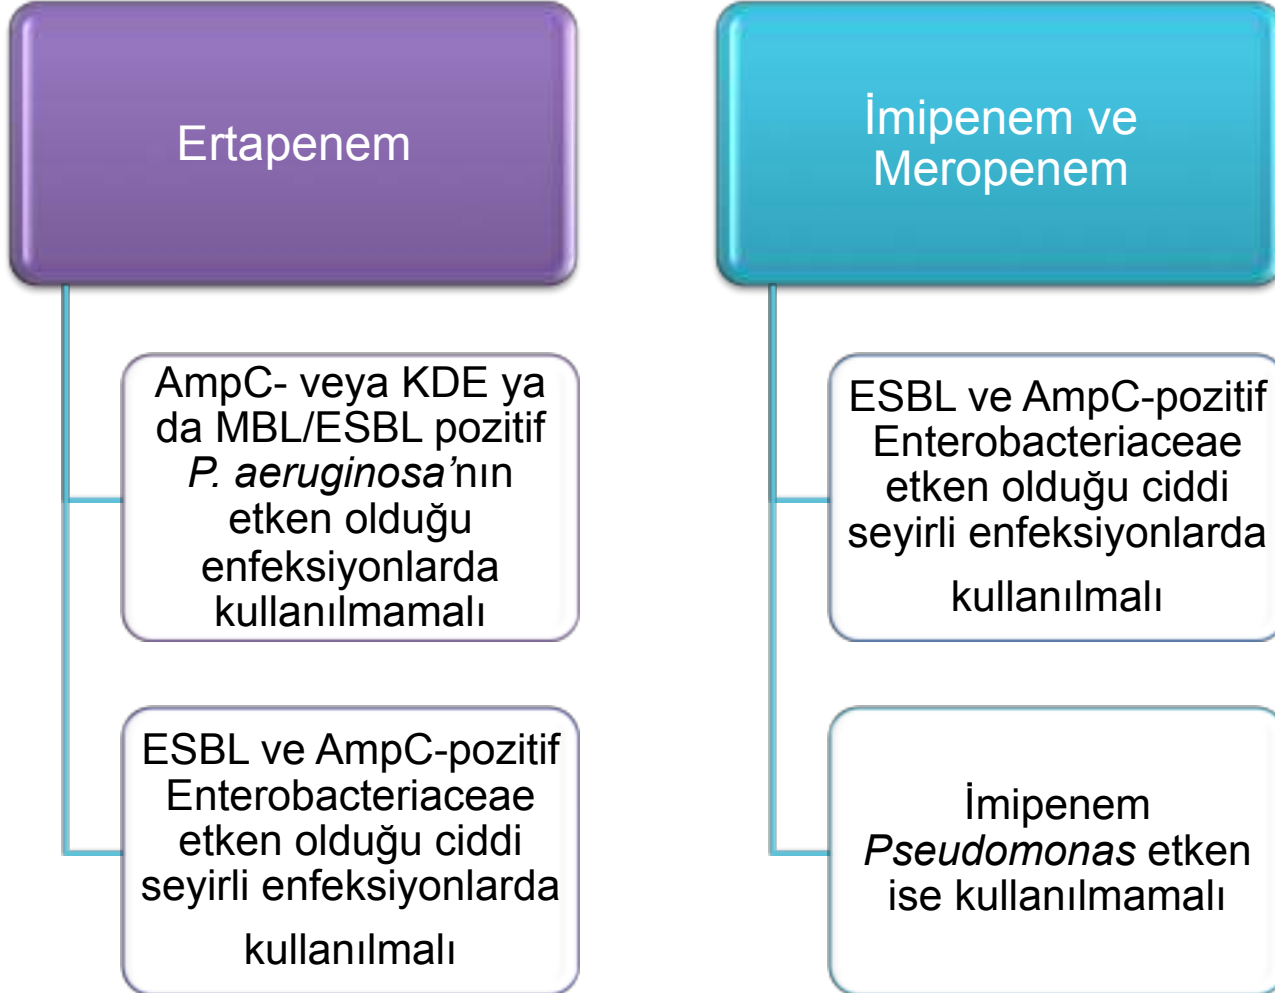 Ertapenem
AmpC- veya KDE ya
da MBL/ESBL pozitif
P. aeruginosa’nın
etken olduğu
enfeksiyonlarda
kullanılmamalı
ESBL ve AmpC-pozitif
Enterobacteriaceae
etken olduğu ciddi
seyirli enfeksiyonlarda
kullanılmalı
İmipenem ve
Meropenem
ESBL ve AmpC-pozitif
Enterobacteriaceae
etken olduğu ciddi
seyirli enfeksiyonlarda
kullanılmalı
İmipenem
Pseudomonas etken
ise kullanılmamalı